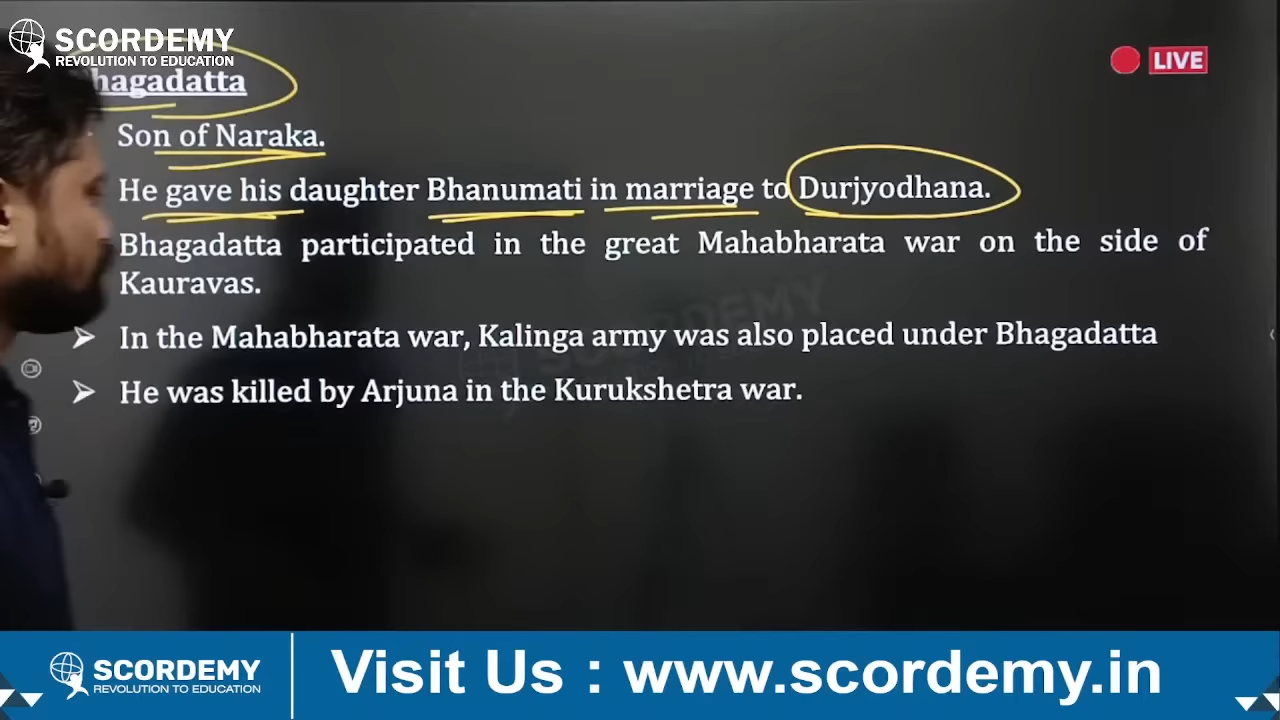 SCORDEMY
REVOLUTION TO EDUCATION
LIVE
hagadatta
Son of Naraka.
He gave his daughter Bhanumati in marriage to Durjyodhana.
Bhagadatta participated in the great Mahabharata war on the side of
Kauravas.
SCORDEMY
➤ In the Mahabharata war, Kalinga army was also placed under Bhagadatta
➤ He was killed by Arjuna in the Kurukshetra war.
SCORDEMY
REVOLUTION TO EDUCATION
Visit Us : www.scordemy.in